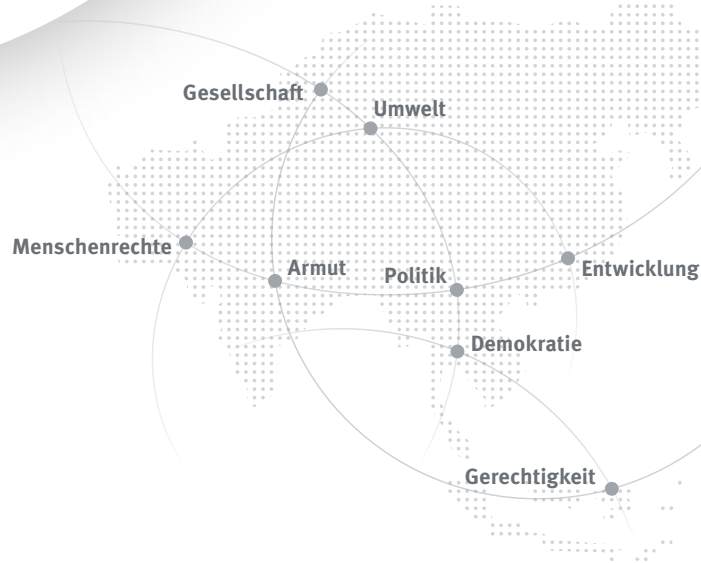 Gesellschaft
Umwelt
Menschenrechte
Armut
Politik
Entwicklung
Demokratie
Gerechtigkeit